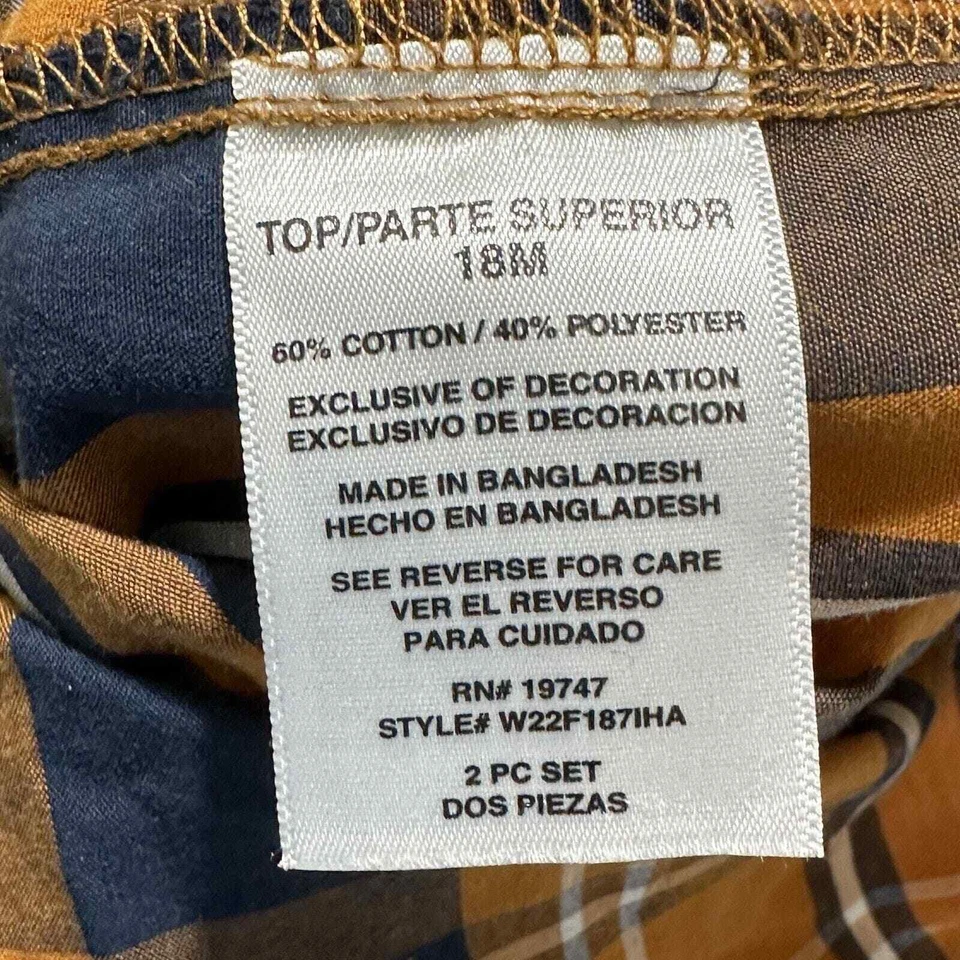 TOP/PARTE SUPERIOR
18M
60% COTTON / 40% POLYESTER
EXCLUSIVE OF DECORATION
EXCLUSIVO DE DECORACION
MADE IN BANGLADESH
HECHO EN BANGLADESH
SEE REVERSE FOR CARE
VER EL REVERSO
PARA CUIDADO
RN# 19747
STYLE# W22F187IHA
2 PC SET
DOS PIEZAS